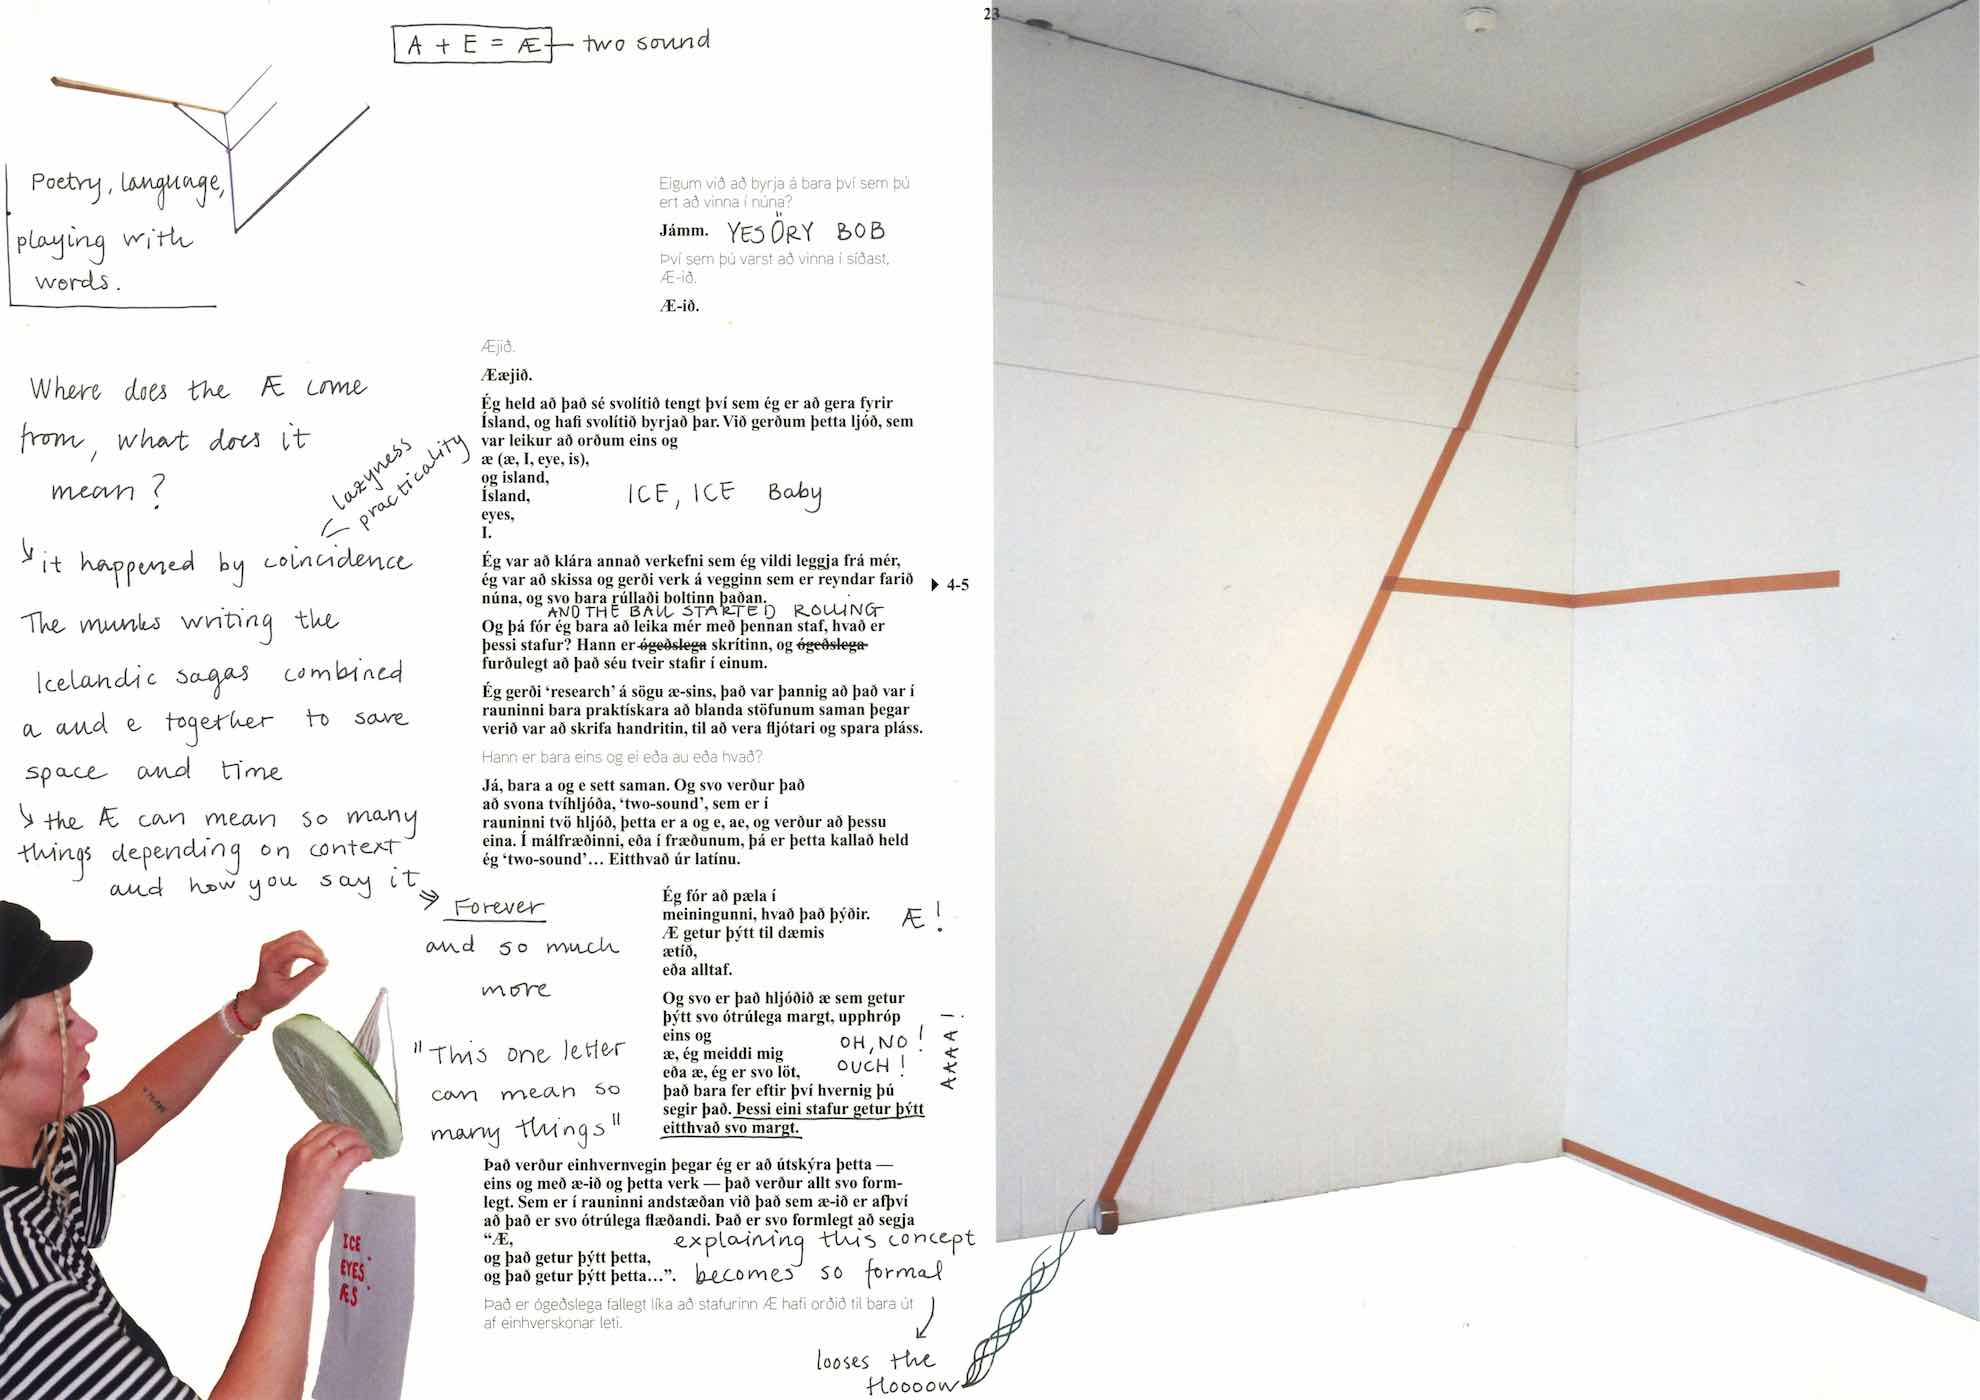 23
A + E = Æ — two sound
Poetry, language,
playing with
words.
Eigum við að byrja á bara því sem þú
ert að vinna í núna?
Jámm. YESÖRY BOB
Því sem þú varst að vinna í síðast,
Æ-ið.
Æ-ið.
Æjið.
Ææjið.
Ég held að það sé svolítið tengt því sem ég er að gera fyrir
Ísland, og hafi svolítið byrjað þar. Við gerðum þetta ljóð, sem
var leikur að orðum eins og
æ (æ, I, eye, is),
og island,
Ísland,
eyes,
I.
ICE, ICE Baby
Ég var að klára annað verkefni sem ég vildi leggja frá mér,
ég var að skissa og gerði verk á vegginn sem er reyndar farið
núna, og svo bara rúllaði boltinn þaðan.
4-5
AND THE BALL STARTED ROLLING
Og þá fór ég bara að leika mér með þennan staf, hvað er
þessi stafur? Hann er ógeðslega skrítinn, og ógeðslega
furðulegt að það séu tveir stafir í einum.
Ég gerði ‘research’ á sögu æ-sins, það var þannig að það var í
rauninni bara praktískara að blanda stöfunum saman þegar
verið var að skrifa handritin, til að vera fljótari og spara pláss.
Hann er bara eins og ei eða au eða hvað?
Já, bara a og e sett saman. Og svo verður það
að svona tvíhljóða, ‘two-sound’, sem er í
rauninni tvö hljóð, þetta er a og e, ae, og verður að þessu
eina. Í málfræðinni, eða í fræðunum, þá er þetta kallað held
ég ‘two-sound’… Eitthvað úr latínu.
Where does the Æ come
from, what does it
mean?
lazyness
practicality
it happened by coincidence
The munks writing the
Icelandic sagas combined
a and e together to save
space and time
the Æ can mean so many
things depending on context
and how you say it
Forever
and so much
more
"This one letter
can mean so
many things"
Ég fór að pæla í
meiningunni, hvað það þýðir.
Æ getur þýtt til dæmis
ætíð,
eða alltaf.
Æ!
Og svo er það hljóðið æ sem getur
þýtt svo ótrúlega margt, upphróp
eins og
æ, ég meiddi mig
eða æ, ég er svo löt,
það bara fer eftir því hvernig þú
segir það. Þessi eini stafur getur þýtt
eitthvað svo margt.
OH, NO!
OUCH!
AAAA!
Það verður einhvernvegin þegar ég er að útskýra þetta —
eins og með æ-ið og þetta verk — það verður allt svo form-
legt. Sem er í rauninni andstæðan við það sem æ-ið er afþví
að það er svo ótrúlega flæðandi. Það er svo formlegt að segja
“Æ,
og það getur þýtt þetta,
og það getur þýtt þetta…”.
explaining this concept
becomes so formal
Það er ógeðslega fallegt líka að stafurinn Æ hafi orðið til bara út
af einhverskonar leti.
looses the
floooow
ICE
EYES
ÆS